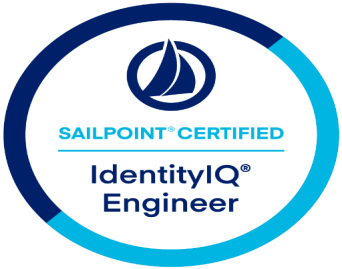 SAILPOINT® CERTIFIED
IdentityIQ®
Engineer